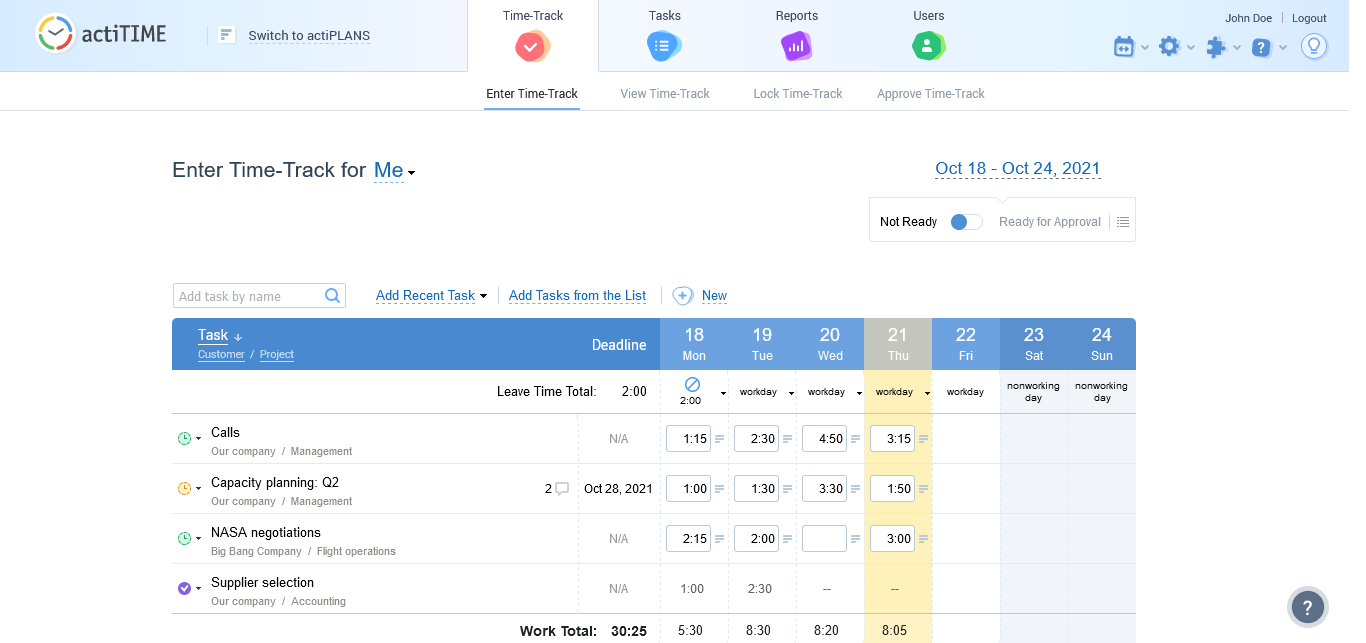 actiTIME
Switch to actiPLANS
Time-Track
Tasks
Reports
Users
John Doe
Logout
Enter Time-Track
View Time-Track
Lock Time-Track
Approve Time-Track
Enter Time-Track for Me
Oct 18 - Oct 24, 2021
Not Ready
Ready for Approval
Add task by name
Add Recent Task
Add Tasks from the List
New
Task ↓
Customer / Project
Deadline
18 19 20 21 22 23 24
Mon Tue Wed Thu Fri Sat Sun
Leave Time Total: 2:00 2:00 workday workday workday workday nonworking day nonworking day
Calls N/A 1:15 2:30 4:50 3:15
Our company / Management
Capacity planning: Q2 2 Oct 28, 2021 1:00 1:30 3:30 1:50
Our company / Management
NASA negotiations N/A 2:15 2:00 3:00
Big Bang Company / Flight operations
Supplier selection N/A 1:00 2:30 -- --
Our company / Accounting
Work Total: 30:25 5:30 8:30 8:20 8:05
?